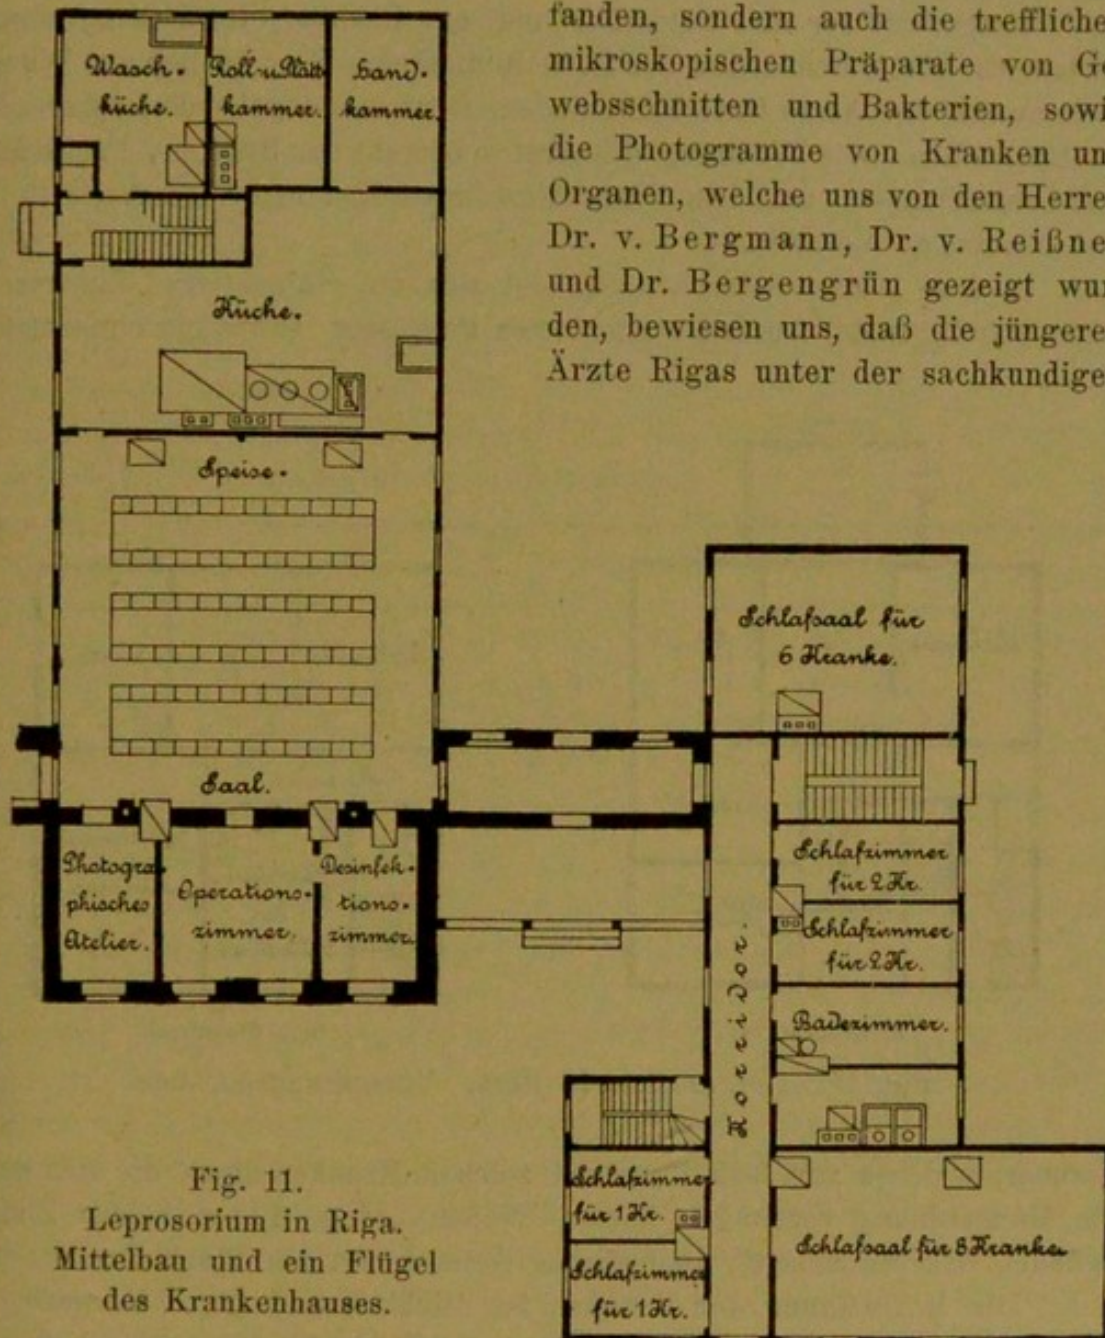 fanden, sondern auch die treffliche
mikroskopischen Präparate von Ge
websschnitten und Bakterien, sowi
die Photogramme von Kranken un
Organen, welche uns von den Herre
Dr. v. Bergmann, Dr. v. Reißne
und Dr. Bergengrün gezeigt wur
den, bewiesen uns, daß die jüngere
Ärzte Rigas unter der sachkundige
Wasch-
küche.
Roll-u Plätt
kammer.
Hand-
kammer
Küche.
Speise-
Saal.
Photogra-
phisches
Atelier.
Operations-
zimmer.
Desinfek-
tions-
zimmer.
Schlafsaal für
6 Kranke.
Schlafzimmer
für 2 Kr.
Schlafzimmer
für 2 Kr.
Badezimmer.
Korridor.
Schlafzimmer
für 1 Kr.
Schlafzimmer
für 1 Kr.
Schlafsaal für 8 Kranke
Fig. 11.
Leprosorium in Riga.
Mittelbau und ein Flügel
des Krankenhauses.